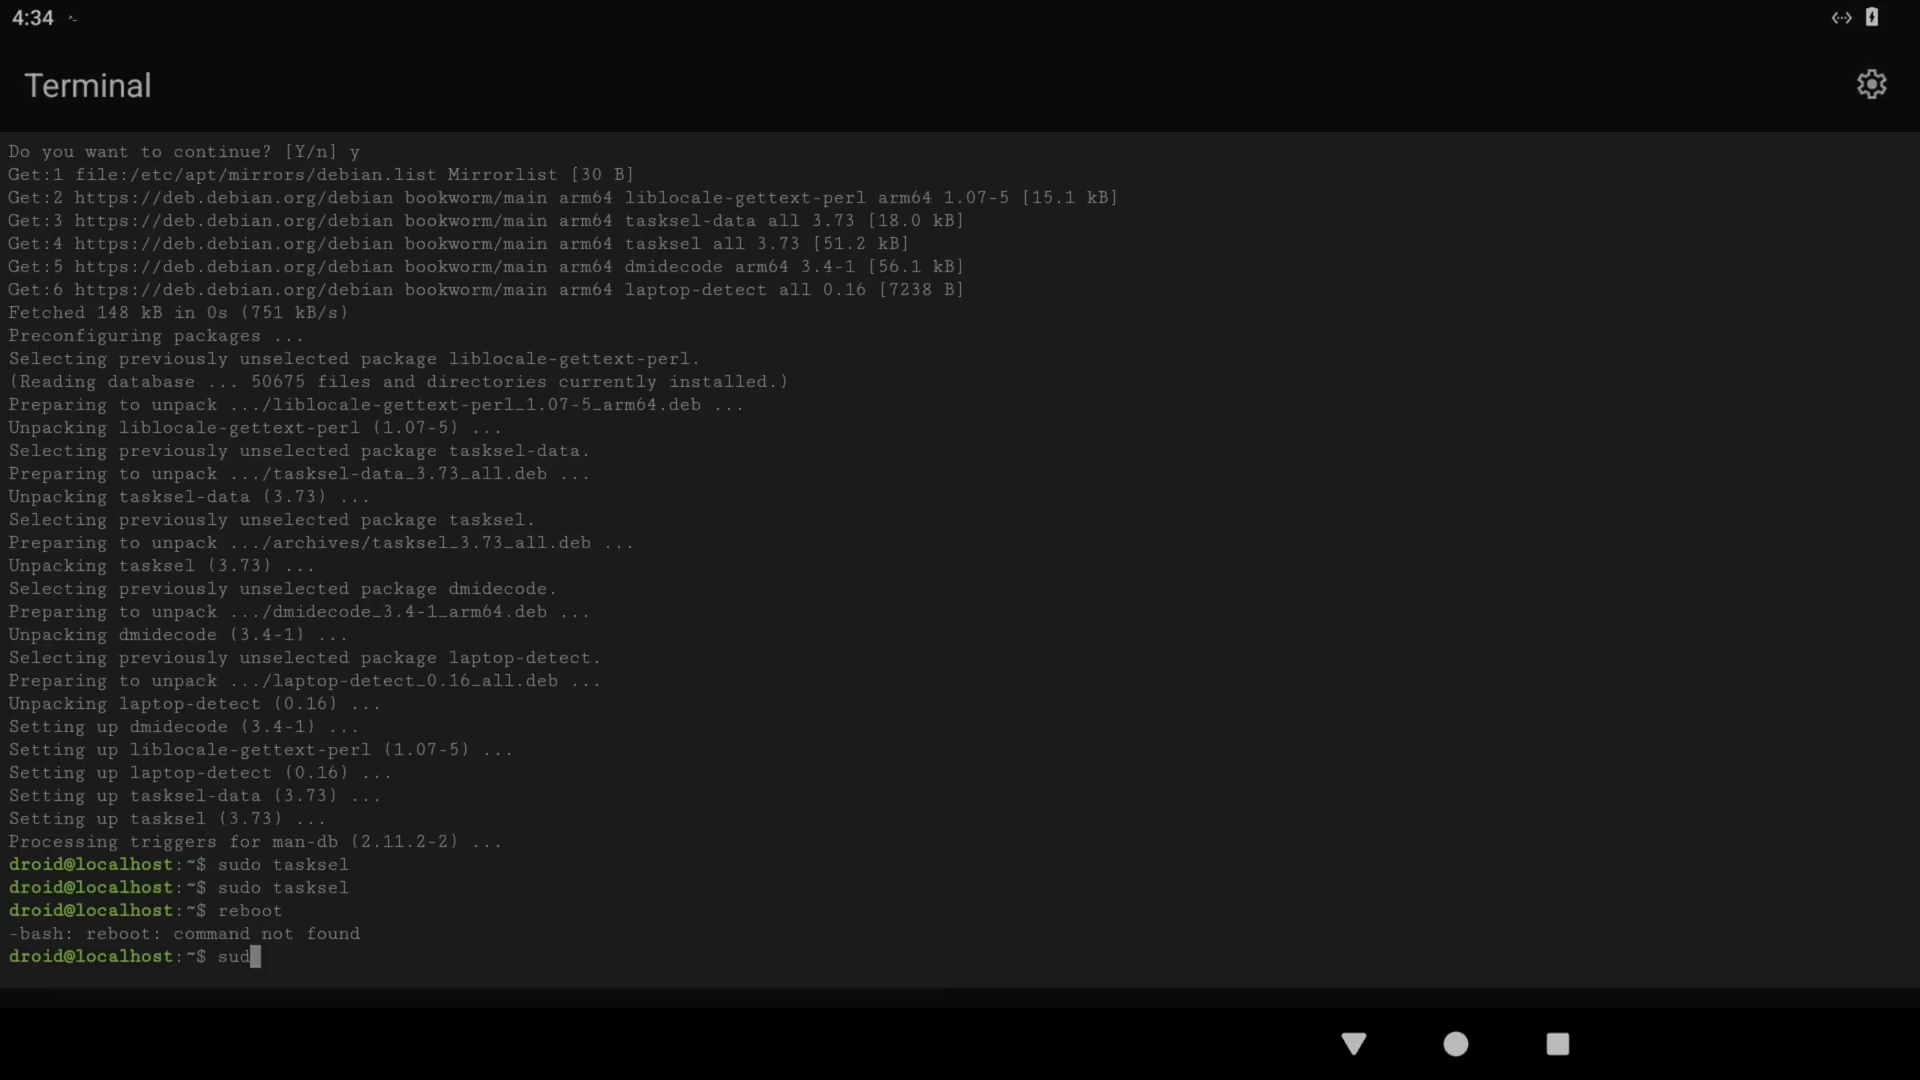 4:34
Terminal
Do you want to continue? [Y/n] y
Get:1 file:/etc/apt/mirrors/debian.list Mirrorlist [30 B]
Get:2 https://deb.debian.org/debian bookworm/main arm64 liblocale-gettext-perl arm64 1.07-5 [15.1 kB]
Get:3 https://deb.debian.org/debian bookworm/main arm64 tasksel-data all 3.73 [18.0 kB]
Get:4 https://deb.debian.org/debian bookworm/main arm64 tasksel all 3.73 [51.2 kB]
Get:5 https://deb.debian.org/debian bookworm/main arm64 dmidecode arm64 3.4-1 [56.1 kB]
Get:6 https://deb.debian.org/debian bookworm/main arm64 laptop-detect all 0.16 [7238 B]
Fetched 148 kB in 0s (751 kB/s)
Preconfiguring packages ...
Selecting previously unselected package liblocale-gettext-perl.
(Reading database ... 50675 files and directories currently installed.)
Preparing to unpack .../liblocale-gettext-perl_1.07-5_arm64.deb ...
Unpacking liblocale-gettext-perl (1.07-5) ...
Selecting previously unselected package tasksel-data.
Preparing to unpack .../tasksel-data_3.73_all.deb ...
Unpacking tasksel-data (3.73) ...
Selecting previously unselected package tasksel.
Preparing to unpack .../archives/tasksel_3.73_all.deb ...
Unpacking tasksel (3.73) ...
Selecting previously unselected package dmidecode.
Preparing to unpack .../dmidecode_3.4-1_arm64.deb ...
Unpacking dmidecode (3.4-1) ...
Selecting previously unselected package laptop-detect.
Preparing to unpack .../laptop-detect_0.16_all.deb ...
Unpacking laptop-detect (0.16) ...
Setting up dmidecode (3.4-1) ...
Setting up liblocale-gettext-perl (1.07-5) ...
Setting up laptop-detect (0.16) ...
Setting up tasksel-data (3.73) ...
Setting up tasksel (3.73) ...
Processing triggers for man-db (2.11.2-2) ...
droid@localhost:~$ sudo tasksel
droid@localhost:~$ sudo tasksel
droid@localhost:~$ reboot
-bash: reboot: command not found
droid@localhost:~$ sud